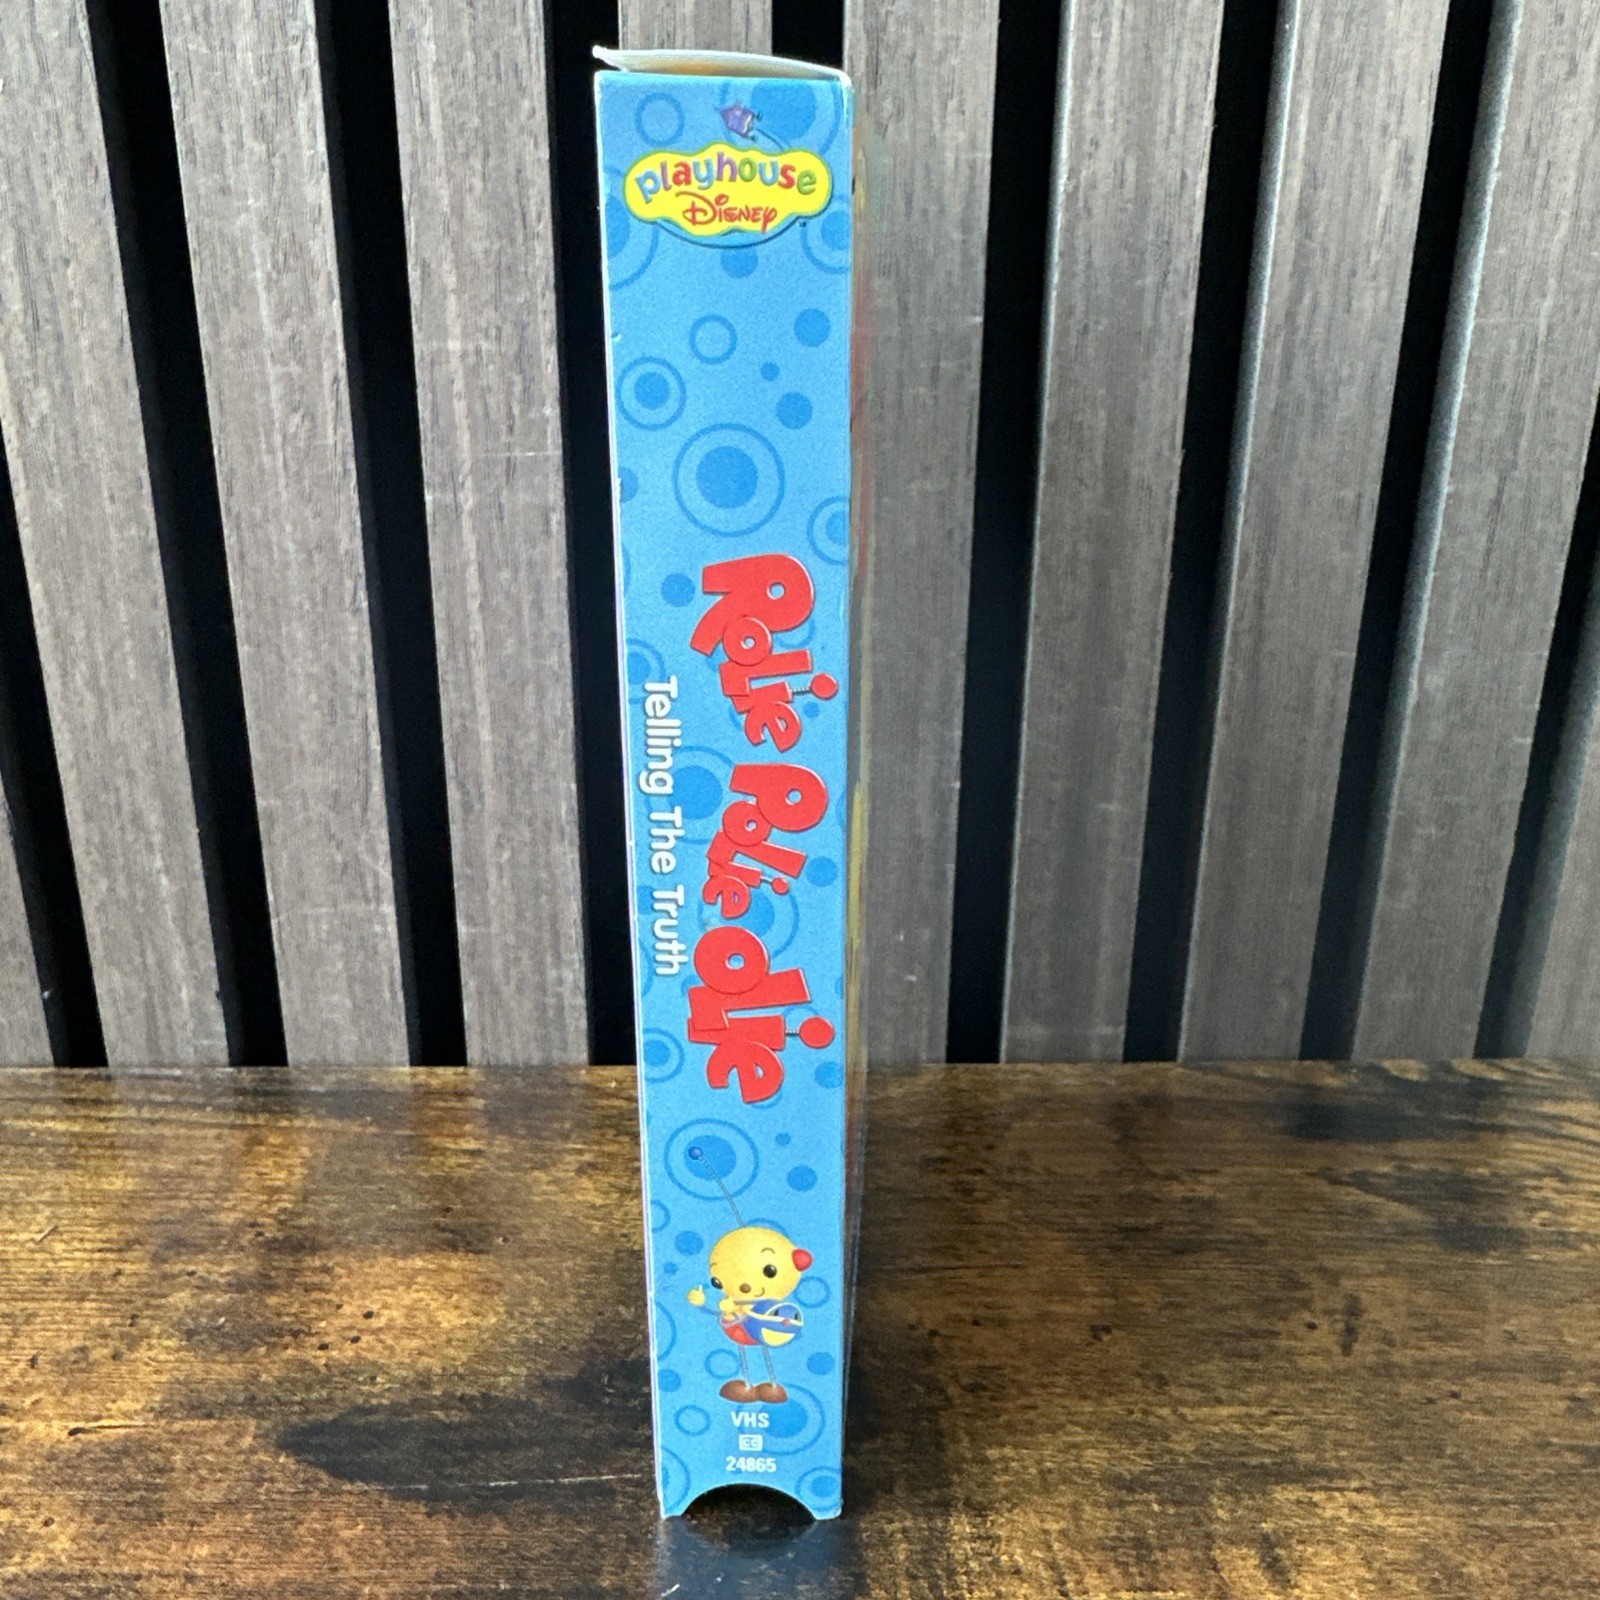 playhouse
Disney
Rolie Polie Olie
Telling The Truth
VHS
CC
24865